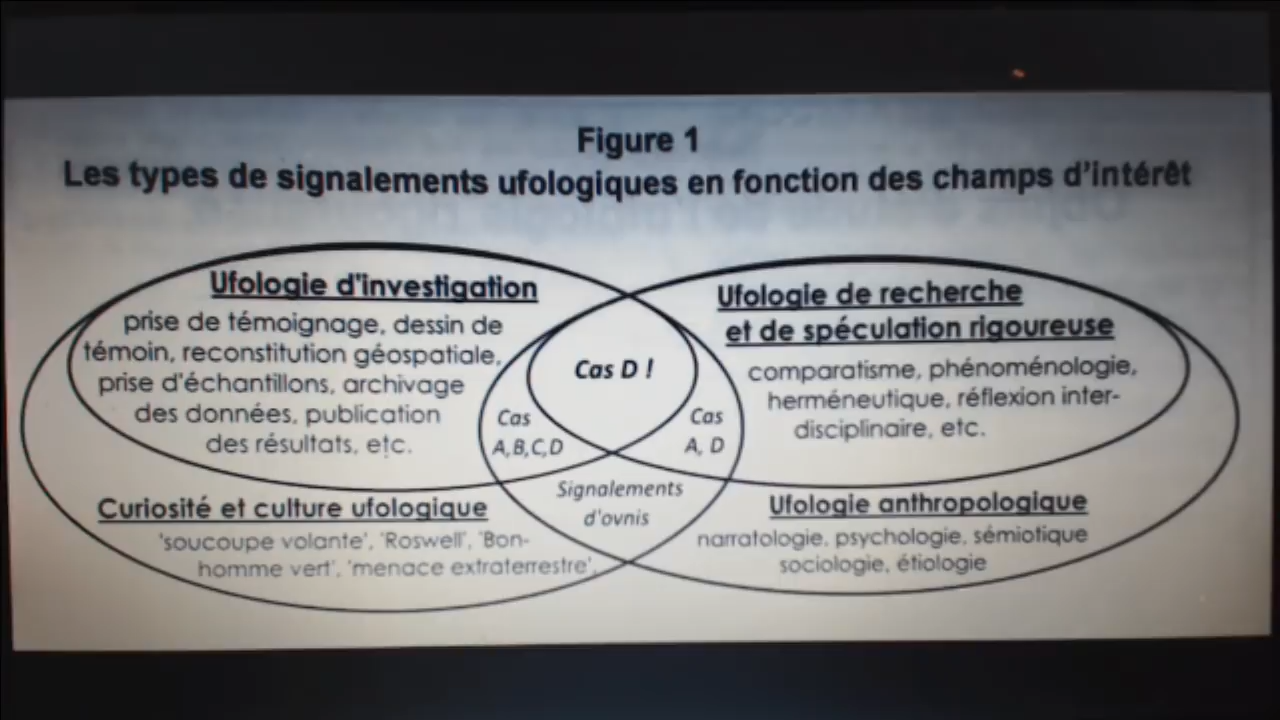 Figure 1
Les types de signalements ufologiques en fonction des champs d'intérêt
Ufologie d'investigation
prise de témoignage, dessin de
témoin, reconstitution géospatiale,
prise d'échantillons, archivage
des données, publication
des résultats, etc.
Ufologie de recherche
et de spéculation rigoureuse
comparatisme, phénoménologie,
herméneutique, réflexion inter-
disciplinaire, etc.
Cas D !
Cas
A,B,C,D
Cas
A, D
Signalements
d'ovnis
Curiosité et culture ufologique
'soucoupe volante', 'Roswell', 'Bon-
homme vert', 'menace extraterrestre',
Ufologie anthropologique
narratologie, psychologie, sémiotique
sociologie, étiologie